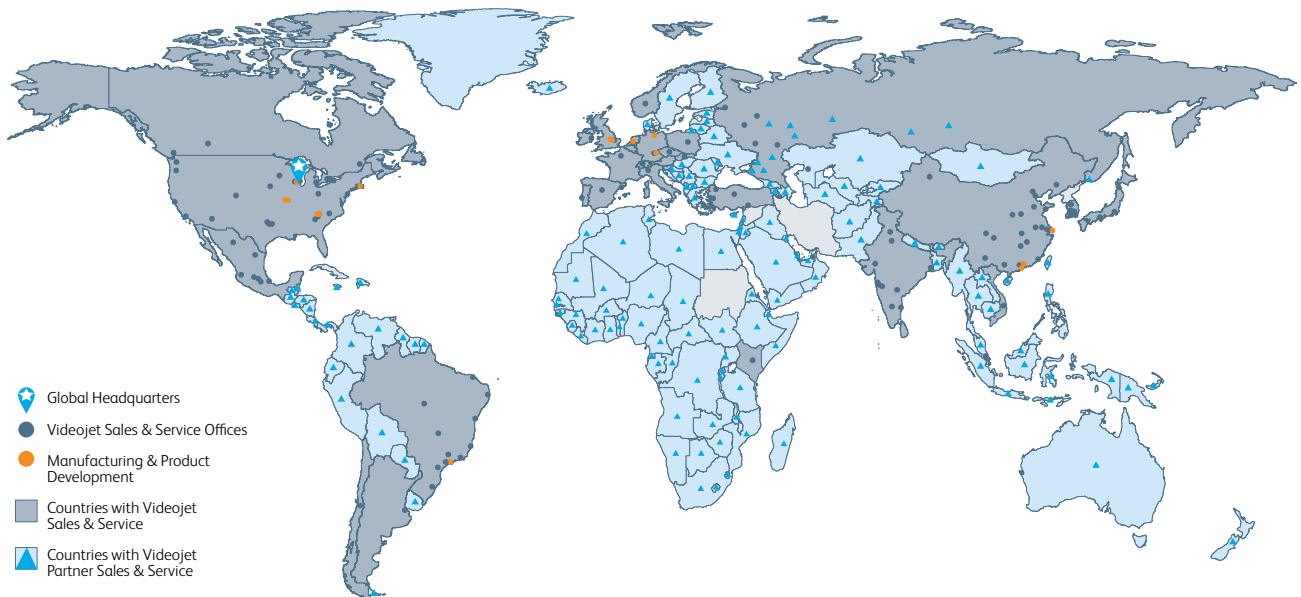 Global Headquarters
Videojet Sales & Service Offices
Manufacturing & Product
Development
Countries with Videojet
Sales & Service
Countries with Videojet
Partner Sales & Service